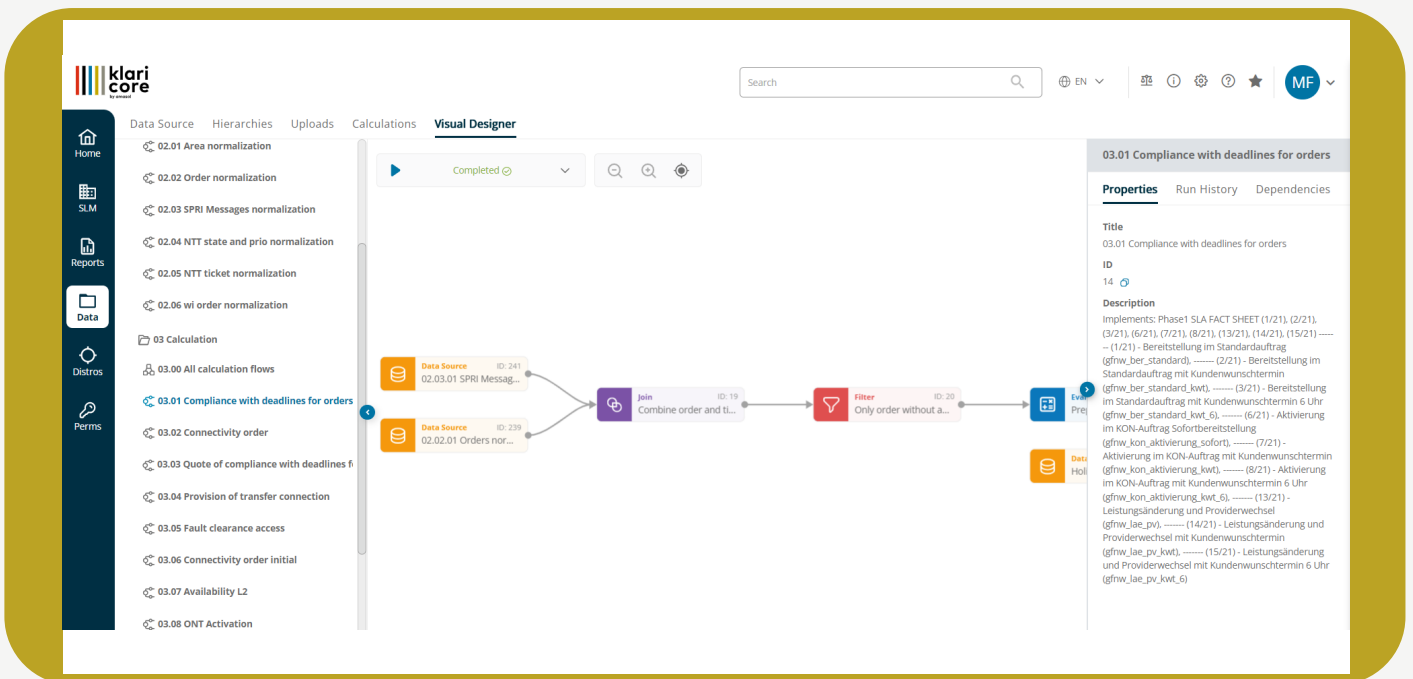 klari
core
by amasol
Search
EN
MF
Data Source Hierarchies Uploads Calculations Visual Designer
Home
SLM
Reports
Data
Distros
Perms
02.01 Area normalization
02.02 Order normalization
02.03 SPRI Messages normalization
02.04 NTT state and prio normalization
02.05 NTT ticket normalization
02.06 wi order normalization
03 Calculation
03.00 All calculation flows
03.01 Compliance with deadlines for orders
03.02 Connectivity order
03.03 Quote of compliance with deadlines f
03.04 Provision of transfer connection
03.05 Fault clearance access
03.06 Connectivity order initial
03.07 Availability L2
03.08 ONT Activation
Completed
Data Source ID: 241
02.03.01 SPRI Messag...
Data Source ID: 239
02.02.01 Orders nor...
Join ID: 19
Combine order and ti...
Filter ID: 20
Only order without a...
Eva
Pre
Data
Holi
03.01 Compliance with deadlines for orders
Properties Run History Dependencies
Title
03.01 Compliance with deadlines for orders
ID
14
Description
Implements: Phase1 SLA FACT SHEET (1/21), (2/21),
(3/21), (6/21), (7/21), (8/21), (13/21), (14/21), (15/21) -----
-- (1/21) - Bereitstellung im Standardauftrag
(gfnw_ber_standard), ------- (2/21) - Bereitstellung im
Standardauftrag mit Kundenwunschtermin
(gfnw_ber_standard_kwt), ------- (3/21) - Bereitstellung
im Standardauftrag mit Kundenwunschtermin 6 Uhr
(gfnw_ber_standard_kwt_6), ------- (6/21) - Aktivierung
im KON-Auftrag Sofortbereitstellung
(gfnw_kon_aktivierung_sofort), ------- (7/21) -
Aktivierung im KON-Auftrag mit Kundenwunschtermin
(gfnw_kon_aktivierung_kwt), ------- (8/21) - Aktivierung
im KON-Auftrag mit Kundenwunschtermin 6 Uhr
(gfnw_kon_aktivierung_kwt_6), ------- (13/21) -
Leistungsänderung und Providerwechsel
(gfnw_lae_pv), ------- (14/21) - Leistungsänderung und
Providerwechsel mit Kundenwunschtermin
(gfnw_lae_pv_kwt), ------- (15/21) - Leistungsänderung
und Providerwechsel mit Kundenwunschtermin 6 Uhr
(gfnw_lae_pv_kwt_6)